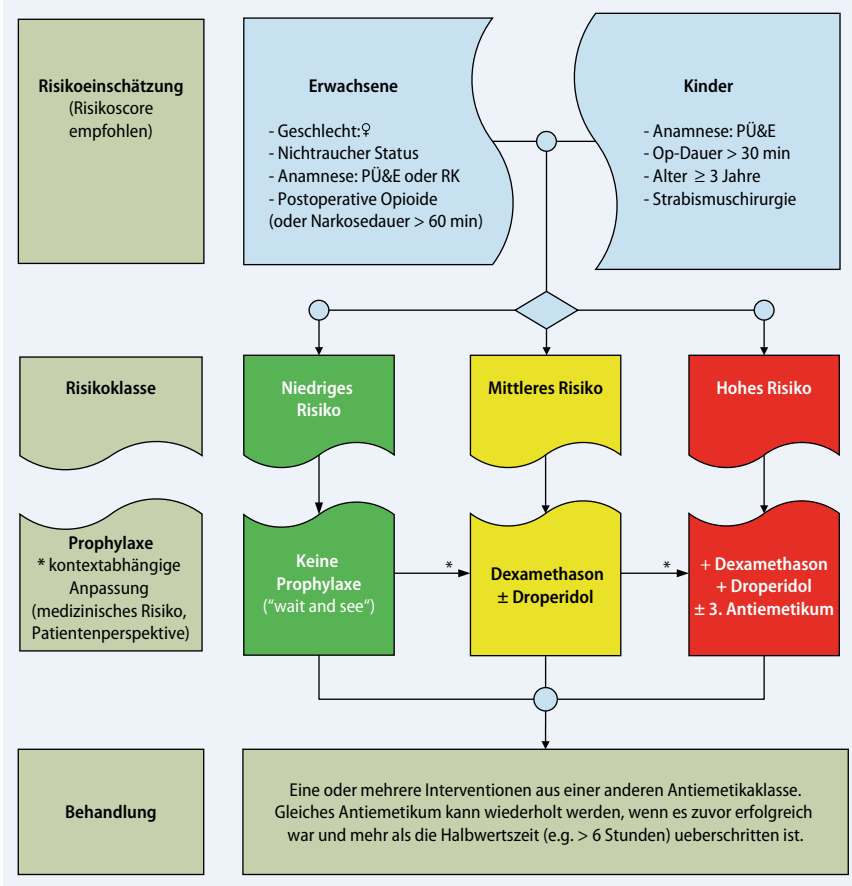 Risikoeinschätzung
(Risikoscore
empfohlen)
Erwachsene
- Geschlecht:♀
- Nichtraucher Status
- Anamnese: PÜ&E oder RK
- Postoperative Opioide
(oder Narkosedauer > 60 min)
Kinder
- Anamnese: PÜ&E
- Op-Dauer > 30 min
- Alter ≥ 3 Jahre
- Strabismuschirurgie
Risikoklasse
Niedriges
Risiko
Mittleres Risiko
Hohes Risiko
Prophylaxe
* kontextabhängige
Anpassung
(medizinisches Risiko,
Patientenperspektive)
Keine
Prophylaxe
("wait and see“)
*
Dexamethason
± Droperidol
*
+ Dexamethason
+ Droperidol
± 3. Antiemetikum
Behandlung
Eine oder mehrere Interventionen aus einer anderen Antiemetikaklasse.
Gleiches Antiemetikum kann wiederholt werden, wenn es zuvor erfolgreich
war und mehr als die Halbwertszeit (e.g. > 6 Stunden) ueberschritten ist.